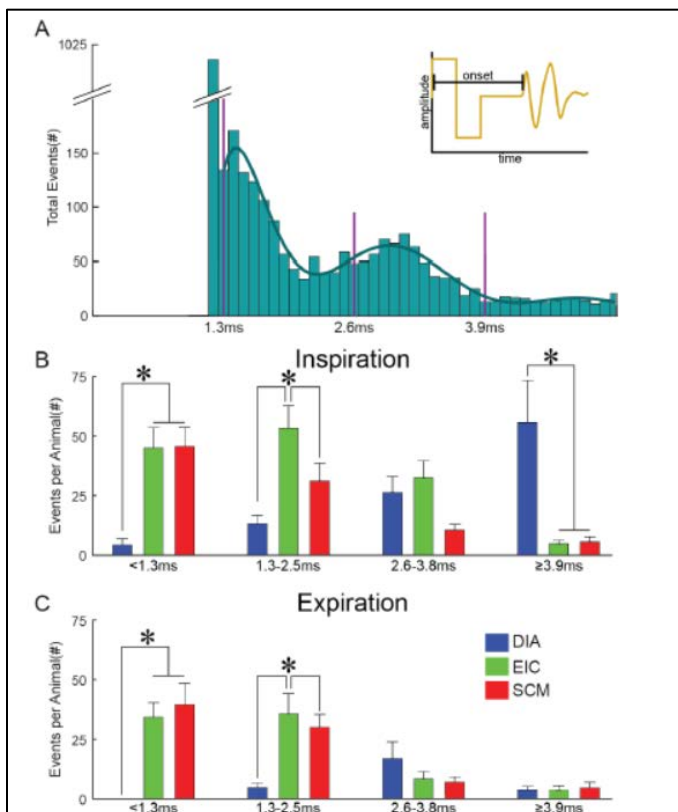 A
1025
150
100
50
0
Total Events(#)
1.3ms
2.6ms
3.9ms
onset
amplitude
time
B
Inspiration
75
50
25
0
Events per Animal(#)
*
*
*
<1.3ms
1.3-2.5ms
2.6-3.8ms
≥3.9ms
C
Expiration
75
50
25
0
Events per Animal(#)
*
*
DIA
EIC
SCM
<1.3ms
1.3-2.5ms
2.6-3.8ms
≥3.9ms